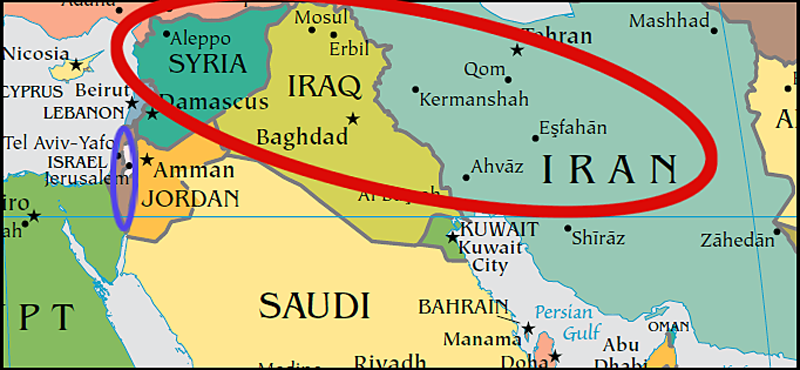 Mosul
Mashhad
Aleppo
Erbil
Tehran
Nicosia
SYRIA
Qom
IRAQ
CYPRUS
Beirut
Kermanshah
LEBANON
Damascus
Baghdad
Eşfahān
Tel Aviv-Yafo
ISRAEL
Amman
Ahvāz
IRAN
Jerusalem
JORDAN
KUWAIT
Shīrāz
Zāhedān
Kuwait
City
PT
SAUDI
BAHRAIN
Persian
Gulf
OMAN
Manama
Abu
Riyadh
Doha
Dhabi